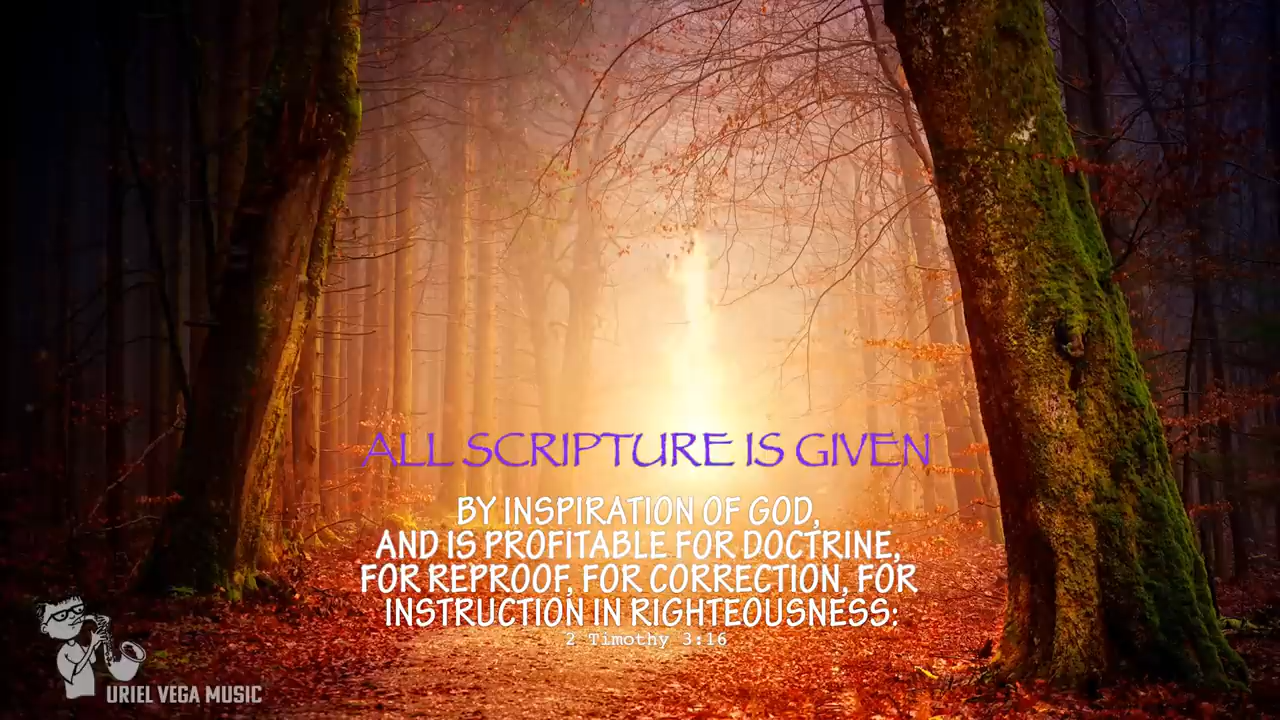 ALL SCRIPTURE IS GIVEN
BY INSPIRATION OF GOD,
AND IS PROFITABLE FOR DOCTRINE,
FOR REPROOF, FOR CORRECTION, FOR
INSTRUCTION IN RIGHTEOUSNESS:
2 Timothy 3:16
URIEL VEGA MUSIC